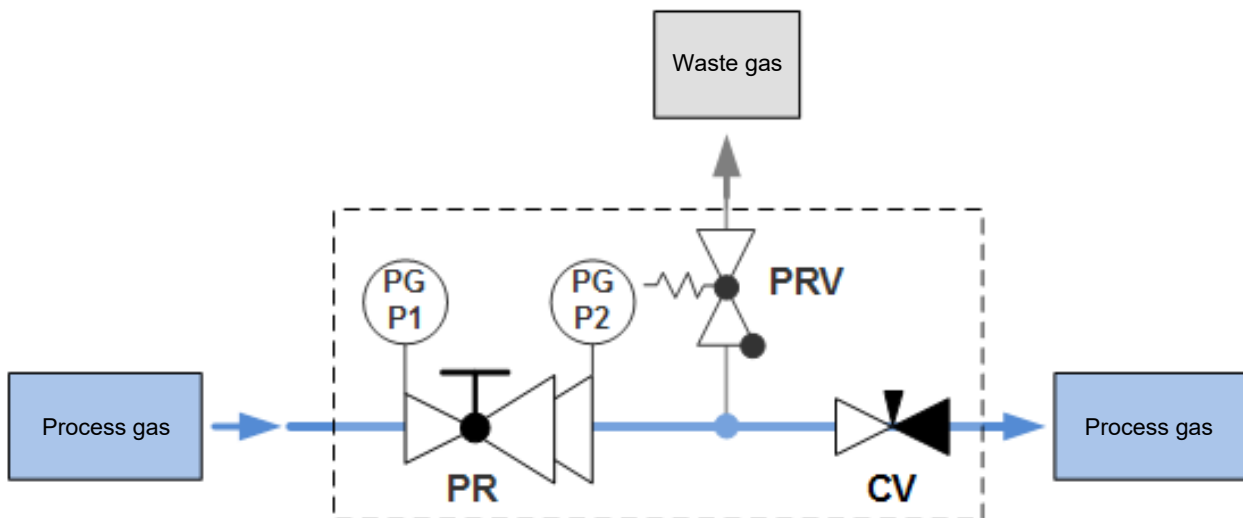 Waste gas
PG
P1
PG
P2
PRV
Process gas
Process gas
PR
CV